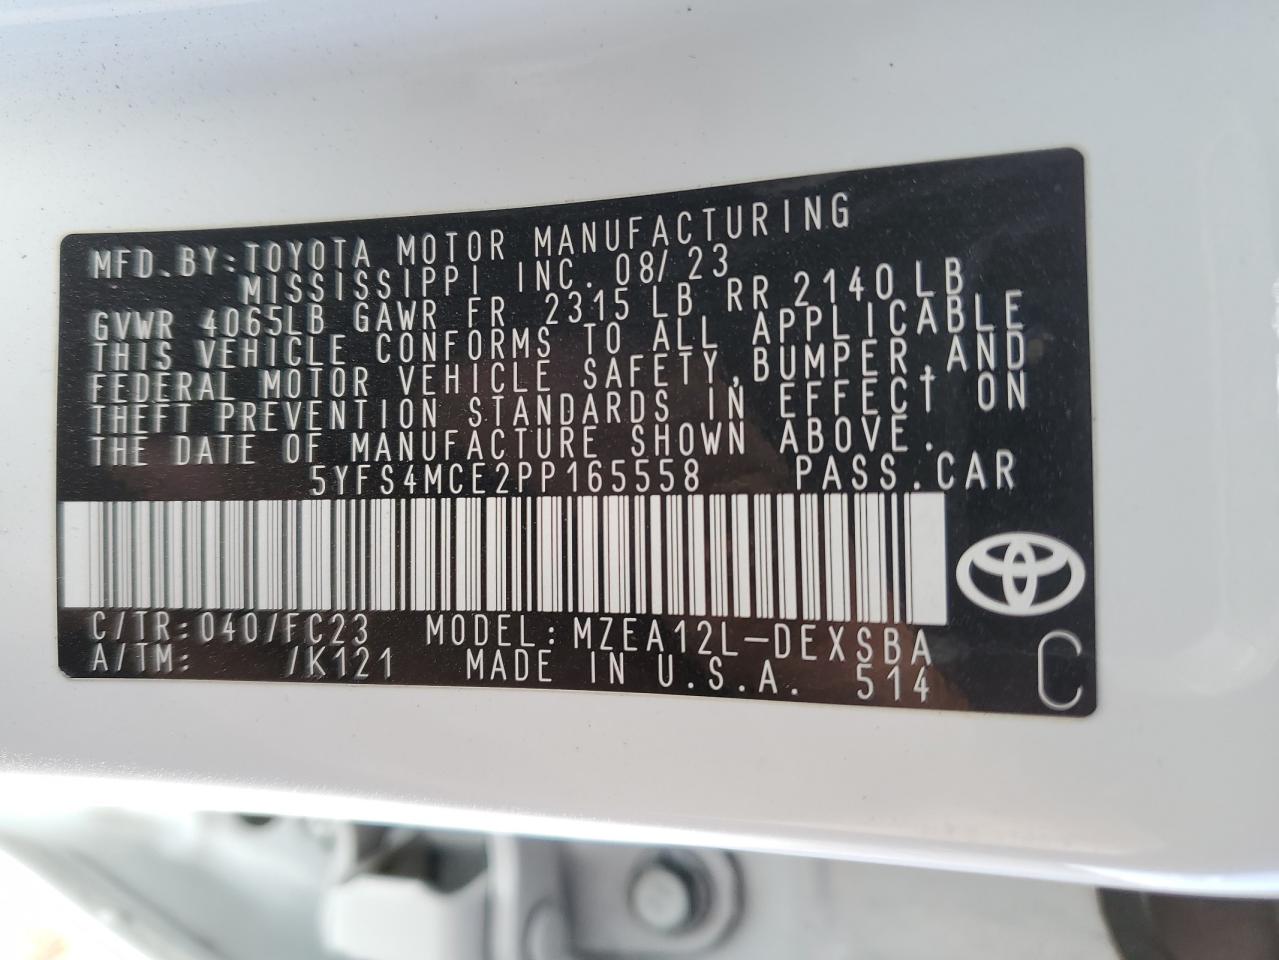 MFD.BY:TOYOTA MOTOR MANUFACTURING
MISSISSIPPI INC. 08/23
GVWR 4065LB GAWR FR 2315 LB RR 2140 LB
THIS VEHICLE CONFORMS TO ALL APPLICABLE
FEDERAL MOTOR VEHICLE SAFETY,BUMPER,AND
THEFT PREVENTION STANDARDS IN EFFECT ON
THE DATE OF MANUFACTURE SHOWN ABOVE.
5YFS4MCE2PP165558 PASS.CAR
C/TR:040/FC23 MODEL:MZEA12L-DEXSBA
A/TM: /K121 MADE IN U.S.A. 514
C